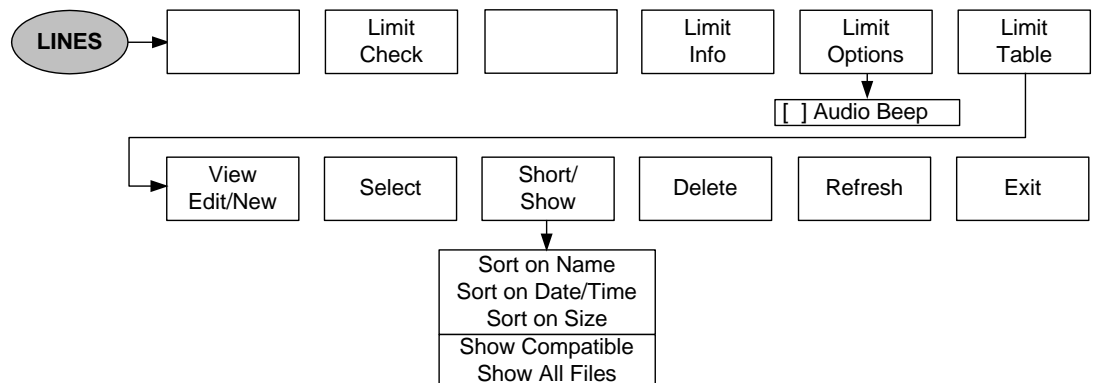 LINES
Limit
Check
Limit
Info
Limit
Options
Limit
Table
[ ] Audio Beep
View
Edit/New
Select
Short/
Show
Delete
Refresh
Exit
Sort on Name
Sort on Date/Time
Sort on Size
Show Compatible
Show All Files